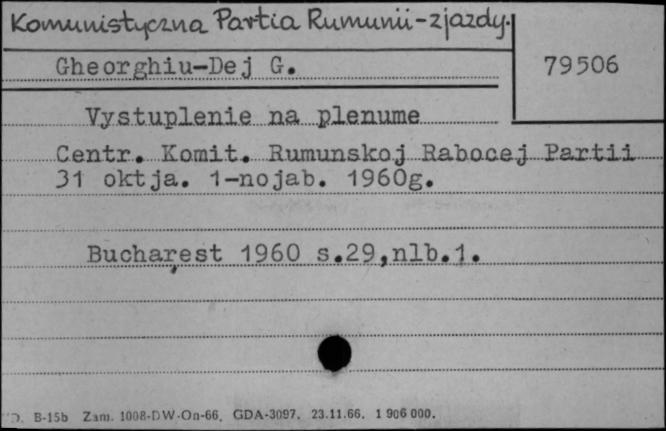 Komunistyczna Partia Rumunii-zjazdy.
Gheorghiu-Dej G.
79506
Vystuplenie na plenume
Centr. Komit. Rumunskoj Rabocej Partii
31 oktja. 1-nojab. 1960g.
Bucharest 1960 s.29,nlb.1.
D. B-15b Zam. 1008-DW-On-66. GDA-3097. 23.11.66. 1 906 000.